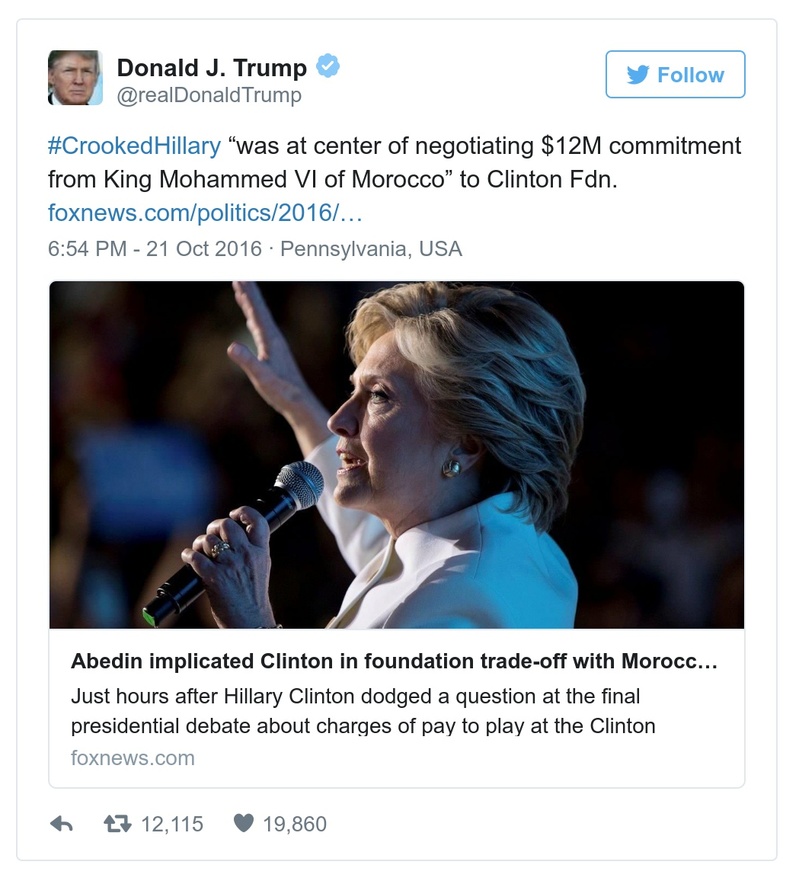 Donald J. Trump
@realDonaldTrump
Follow
#CrookedHillary “was at center of negotiating $12M commitment
from King Mohammed VI of Morocco” to Clinton Fdn.
foxnews.com/politics/2016/…
6:54 PM - 21 Oct 2016 · Pennsylvania, USA
Abedin implicated Clinton in foundation trade-off with Morocc…
Just hours after Hillary Clinton dodged a question at the final
presidential debate about charges of pay to play at the Clinton
foxnews.com
12,115 19,860